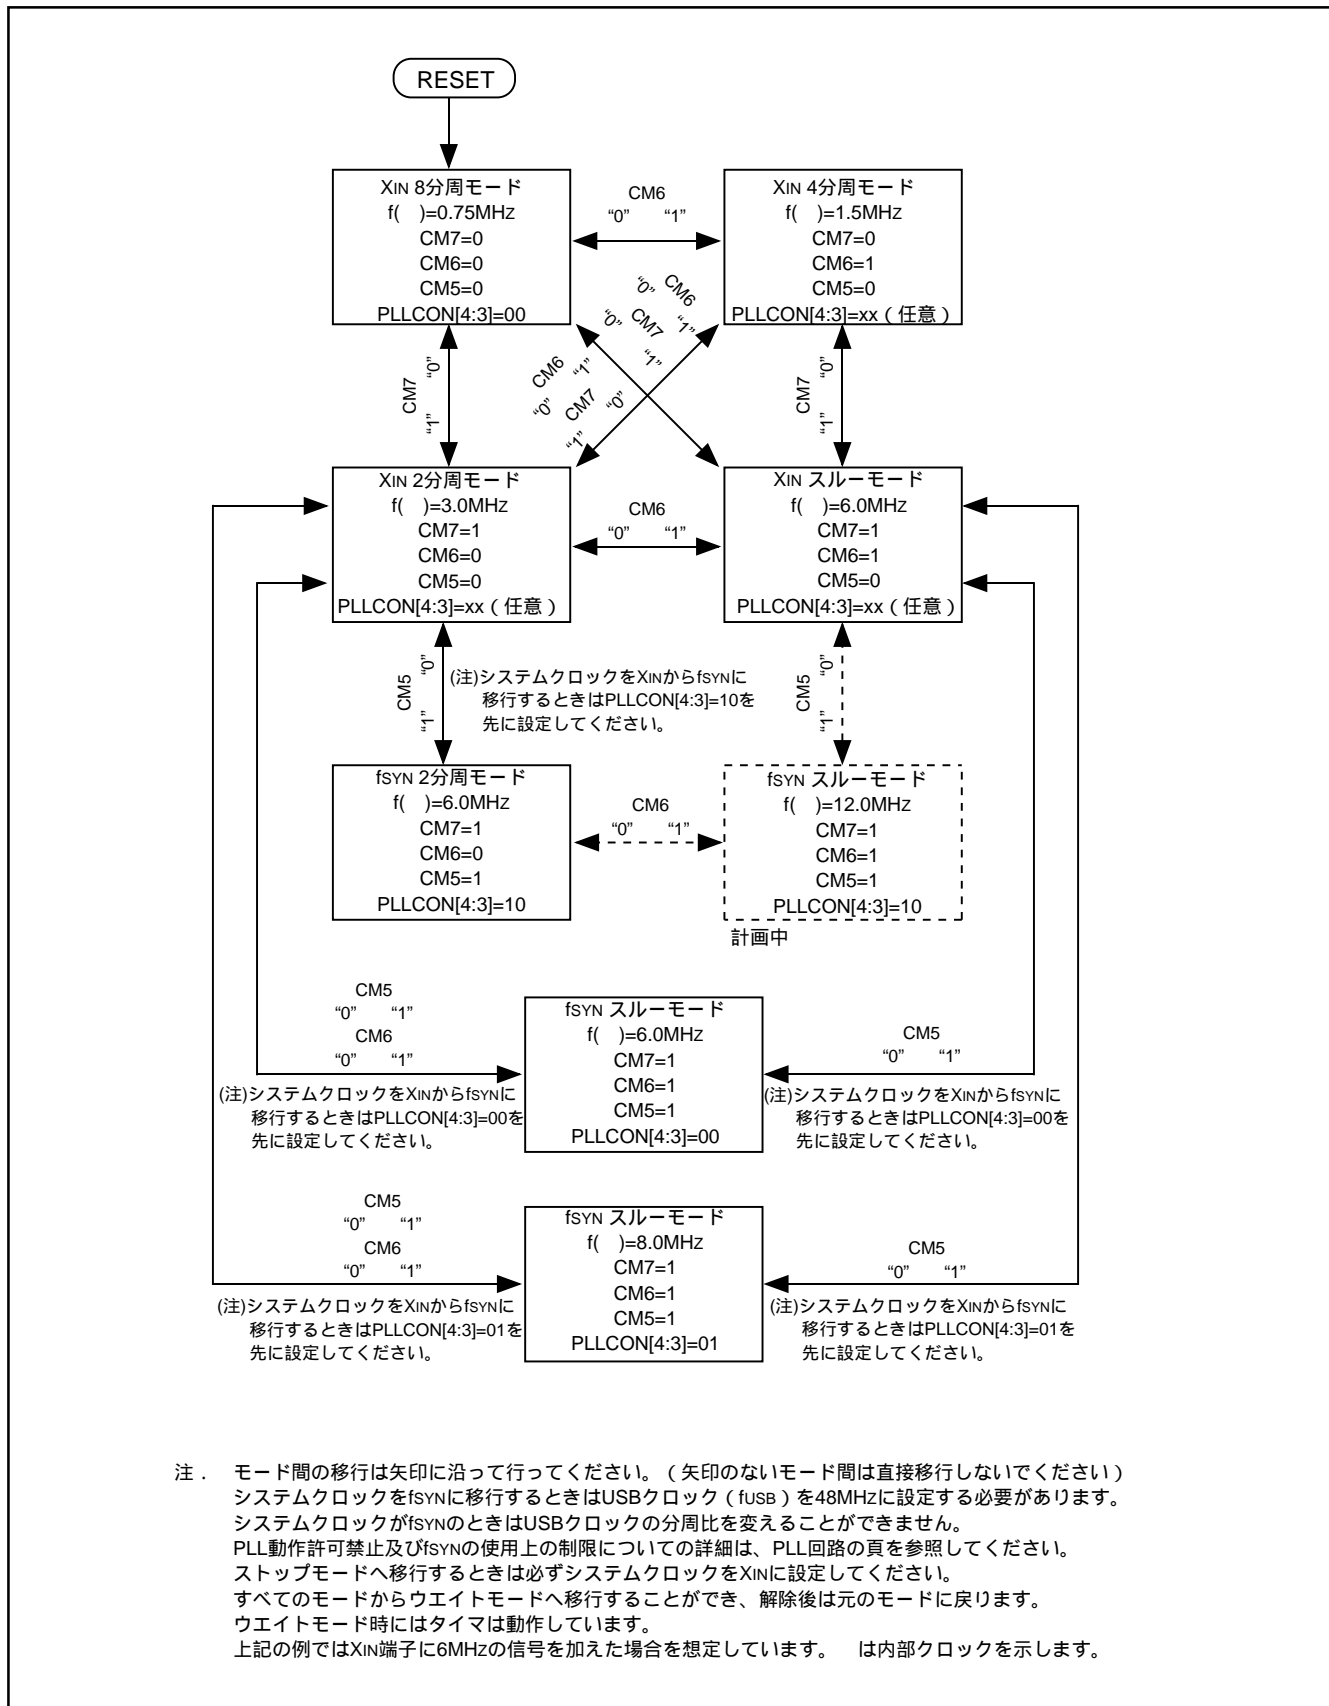 RESET
XIN 8分周モード
f(　)=0.75MHz
CM7=0
CM6=0
CM5=0
PLLCON[4:3]=00
CM6
“0” “1”
XIN 4分周モード
f(　)=1.5MHz
CM7=0
CM6=1
CM5=0
PLLCON[4:3]=xx（任意）
CM7
“0” “1”
CM6
“0” “1”
CM7
“0” “1”
CM6
“0” “1”
CM7
“0” “1”
CM7
“0” “1”
XIN 2分周モード
f(　)=3.0MHz
CM7=1
CM6=0
CM5=0
PLLCON[4:3]=xx（任意）
CM6
“0” “1”
XIN スルーモード
f(　)=6.0MHz
CM7=1
CM6=1
CM5=0
PLLCON[4:3]=xx（任意）
CM5
“0” “1”
(注)システムクロックをXINからfSYNに
移行するときはPLLCON[4:3]=10を
先に設定してください。
CM5
“0” “1”
fSYN 2分周モード
f(　)=6.0MHz
CM7=1
CM6=0
CM5=1
PLLCON[4:3]=10
CM6
“0” “1”
fSYN スルーモード
f(　)=12.0MHz
CM7=1
CM6=1
CM5=1
PLLCON[4:3]=10
計画中
CM5
“0” “1”
CM6
“0” “1”
(注)システムクロックをXINからfSYNに
移行するときはPLLCON[4:3]=00を
先に設定してください。
fSYN スルーモード
f(　)=6.0MHz
CM7=1
CM6=1
CM5=1
PLLCON[4:3]=00
CM5
“0” “1”
(注)システムクロックをXINからfSYNに
移行するときはPLLCON[4:3]=00を
先に設定してください。
CM5
“0” “1”
CM6
“0” “1”
(注)システムクロックをXINからfSYNに
移行するときはPLLCON[4:3]=01を
先に設定してください。
fSYN スルーモード
f(　)=8.0MHz
CM7=1
CM6=1
CM5=1
PLLCON[4:3]=01
CM5
“0” “1”
(注)システムクロックをXINからfSYNに
移行するときはPLLCON[4:3]=01を
先に設定してください。
注． モード間の移行は矢印に沿って行ってください。（矢印のないモード間は直接移行しないでください）
システムクロックをfSYNに移行するときはUSBクロック（fUSB）を48MHzに設定する必要があります。
システムクロックがfSYNのときはUSBクロックの分周比を変えることができません。
PLL動作許可禁止及びfSYNの使用上の制限についての詳細は、PLL回路の頁を参照してください。
ストップモードへ移行するときは必ずシステムクロックをXINに設定してください。
すべてのモードからウエイトモードへ移行することができ、解除後は元のモードに戻ります。
ウエイトモード時にはタイマは動作しています。
上記の例ではXIN端子に6MHzの信号を加えた場合を想定しています。　は内部クロックを示します。